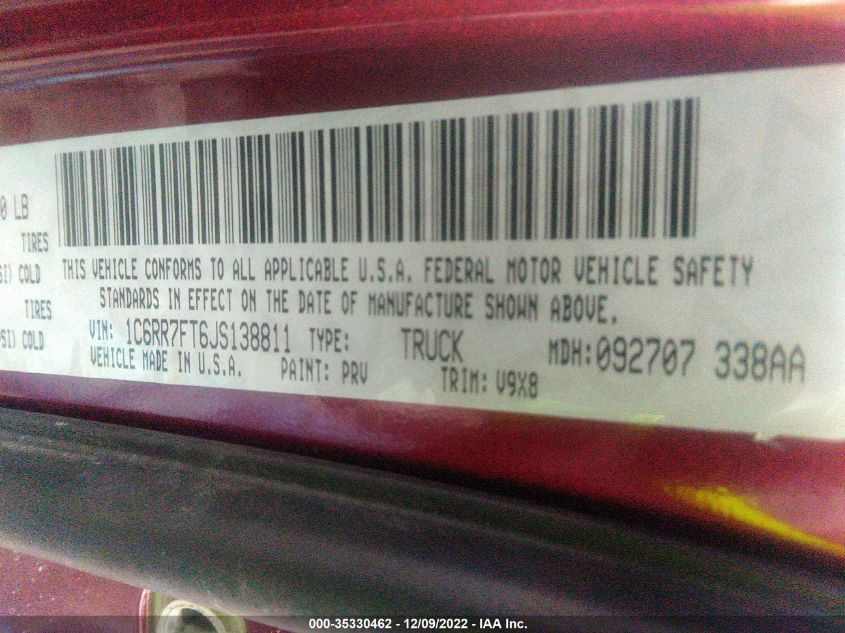 0 LB
TIRES
SI) COLD
TIRES
PSI) COLD
THIS VEHICLE CONFORMS TO ALL APPLICABLE U.S.A. FEDERAL MOTOR VEHICLE SAFETY
STANDARDS IN EFFECT ON THE DATE OF MANUFACTURE SHOWN ABOVE.
VIN: 1C6RR7FT6JS138811 TYPE: TRUCK MDH:092707 338AA
VEHICLE MADE IN U.S.A. PAINT: PRV TRIM: V9X8
000-35330462 - 12/09/2022 - IAA Inc.